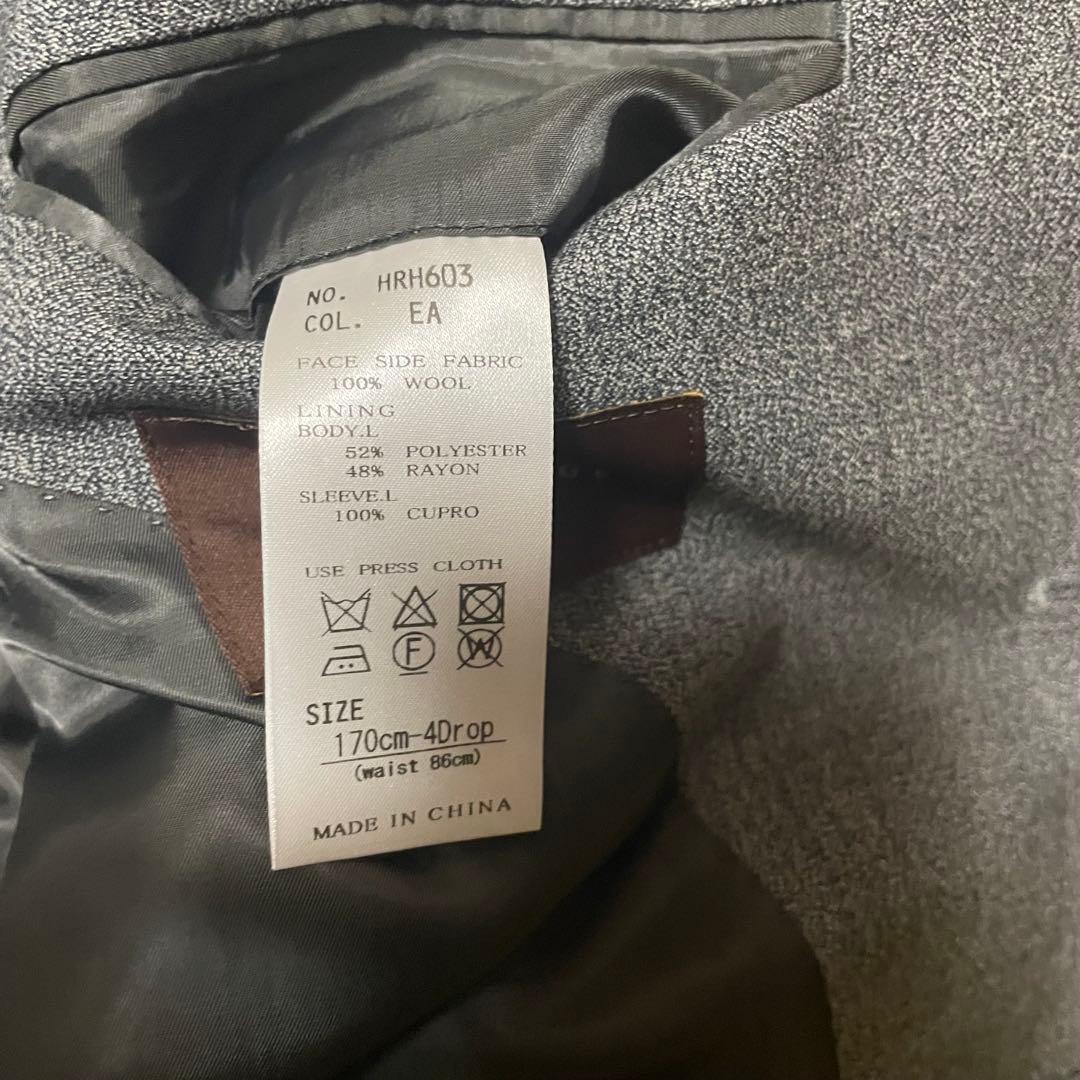 NO. HRH603
COL. EA
FACE SIDE FABRIC
100% WOOL
LINING
BODY.L
52% POLYESTER
48% RAYON
SLEEVE.L
100% CUPRO
USE PRESS CLOTH
F W
SIZE
170cm-4Drop
(waist 86cm)
MADE IN CHINA